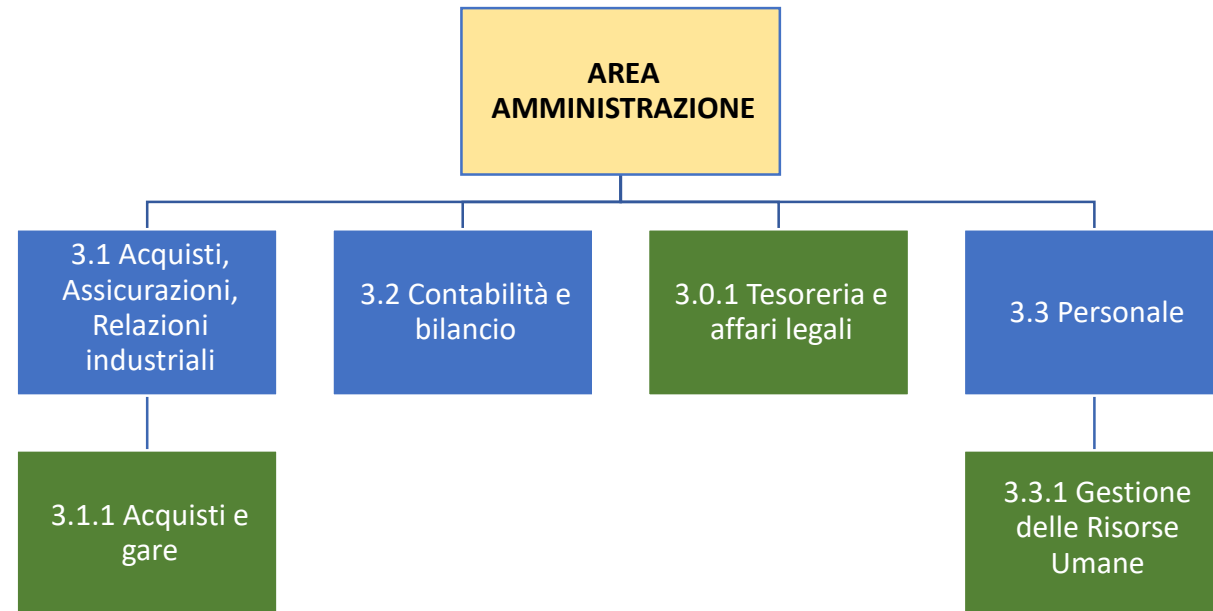 AREA
AMMINISTRAZIONE
3.1 Acquisti,
Assicurazioni,
Relazioni
industriali
3.2 Contabilità e
bilancio
3.0.1 Tesoreria e
affari legali
3.3 Personale
3.1.1 Acquisti e
gare
3.3.1 Gestione
delle Risorse
Umane